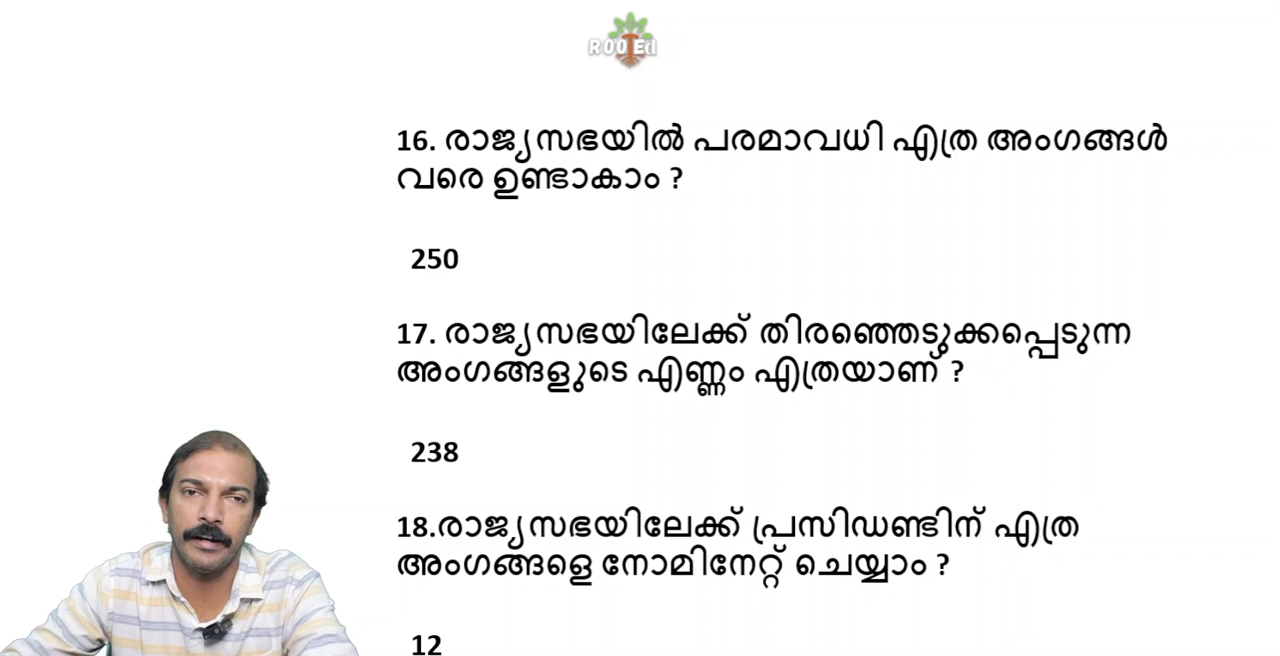 ROOTEd
16. രാജ്യസഭയിൽ പരമാവധി എത്ര അംഗങ്ങൾ
വരെ ഉണ്ടാകാം ?
250
17. രാജ്യസഭയിലേക്ക് തിരഞ്ഞെടുക്കപ്പെടുന്ന
അംഗങ്ങളുടെ എണ്ണം എത്രയാണ് ?
238
18.രാജ്യസഭയിലേക്ക് പ്രസിഡണ്ടിന് എത്ര
അംഗങ്ങളെ നോമിനേറ്റ് ചെയ്യാം ?
12